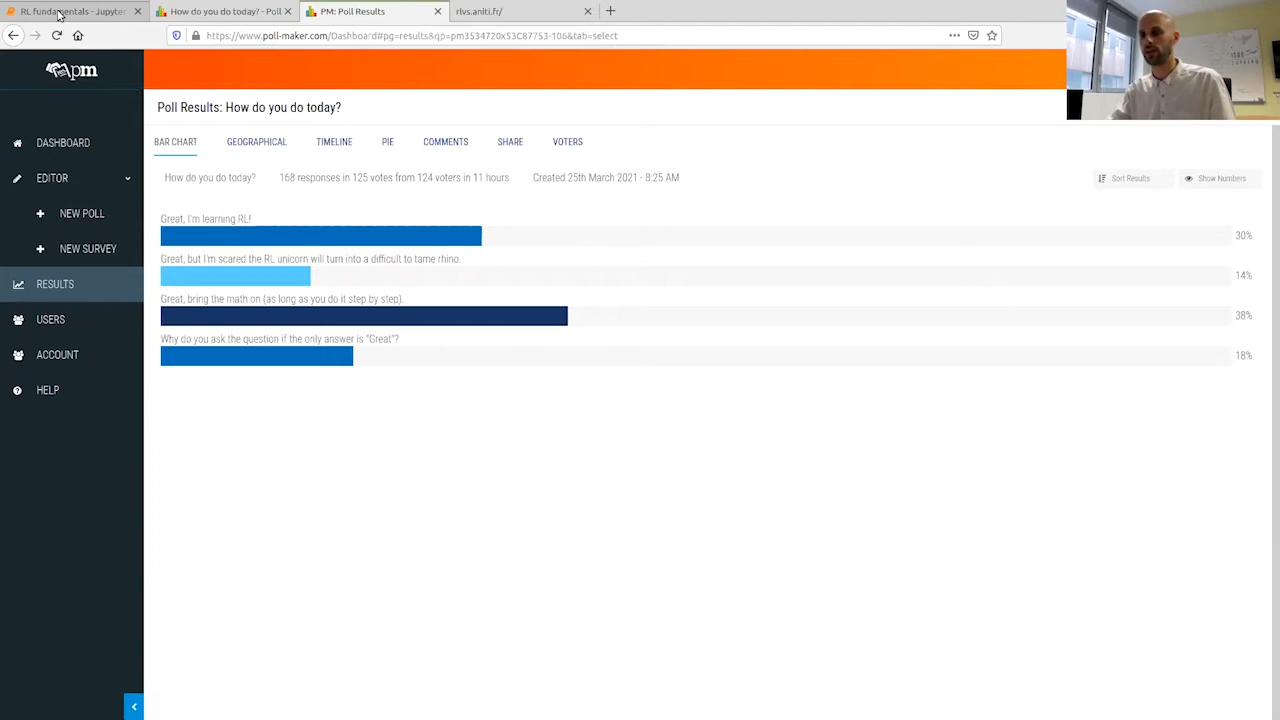 RL fundamentals - Jupyter
How do you do today? - Poll
PM: Poll Results
rlvs.aniti.fr/
https://www.poll-maker.com/Dashboard#pg=results&qp=pm3534720x53C87753-106&tab=select
pm
Poll Results: How do you do today?
DASHBOARD
EDITOR
NEW POLL
NEW SURVEY
RESULTS
USERS
ACCOUNT
HELP
BAR CHART GEOGRAPHICAL TIMELINE PIE COMMENTS SHARE VOTERS
How do you do today? 168 responses in 125 votes from 124 voters in 11 hours Created 25th March 2021 - 8:25 AM
Sort Results Show Numbers
Great, I'm learning RL!
30%
Great, but I'm scared the RL unicorn will turn into a difficult to tame rhino.
14%
Great, bring the math on (as long as you do it step by step).
38%
Why do you ask the question if the only answer is "Great"?
18%